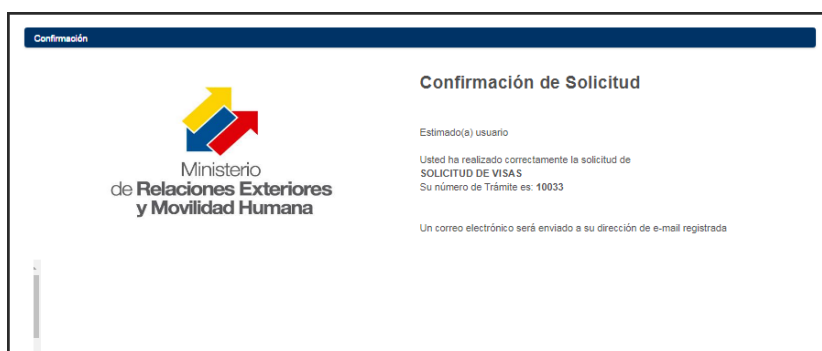 Confirmación
Ministerio
de Relaciones Exteriores
y Movilidad Humana
Confirmación de Solicitud
Estimado(a) usuario
Usted ha realizado correctamente la solicitud de
SOLICITUD DE VISAS
Su número de Trámite es: 10033
Un correo electrónico será enviado a su dirección de e-mail registrada